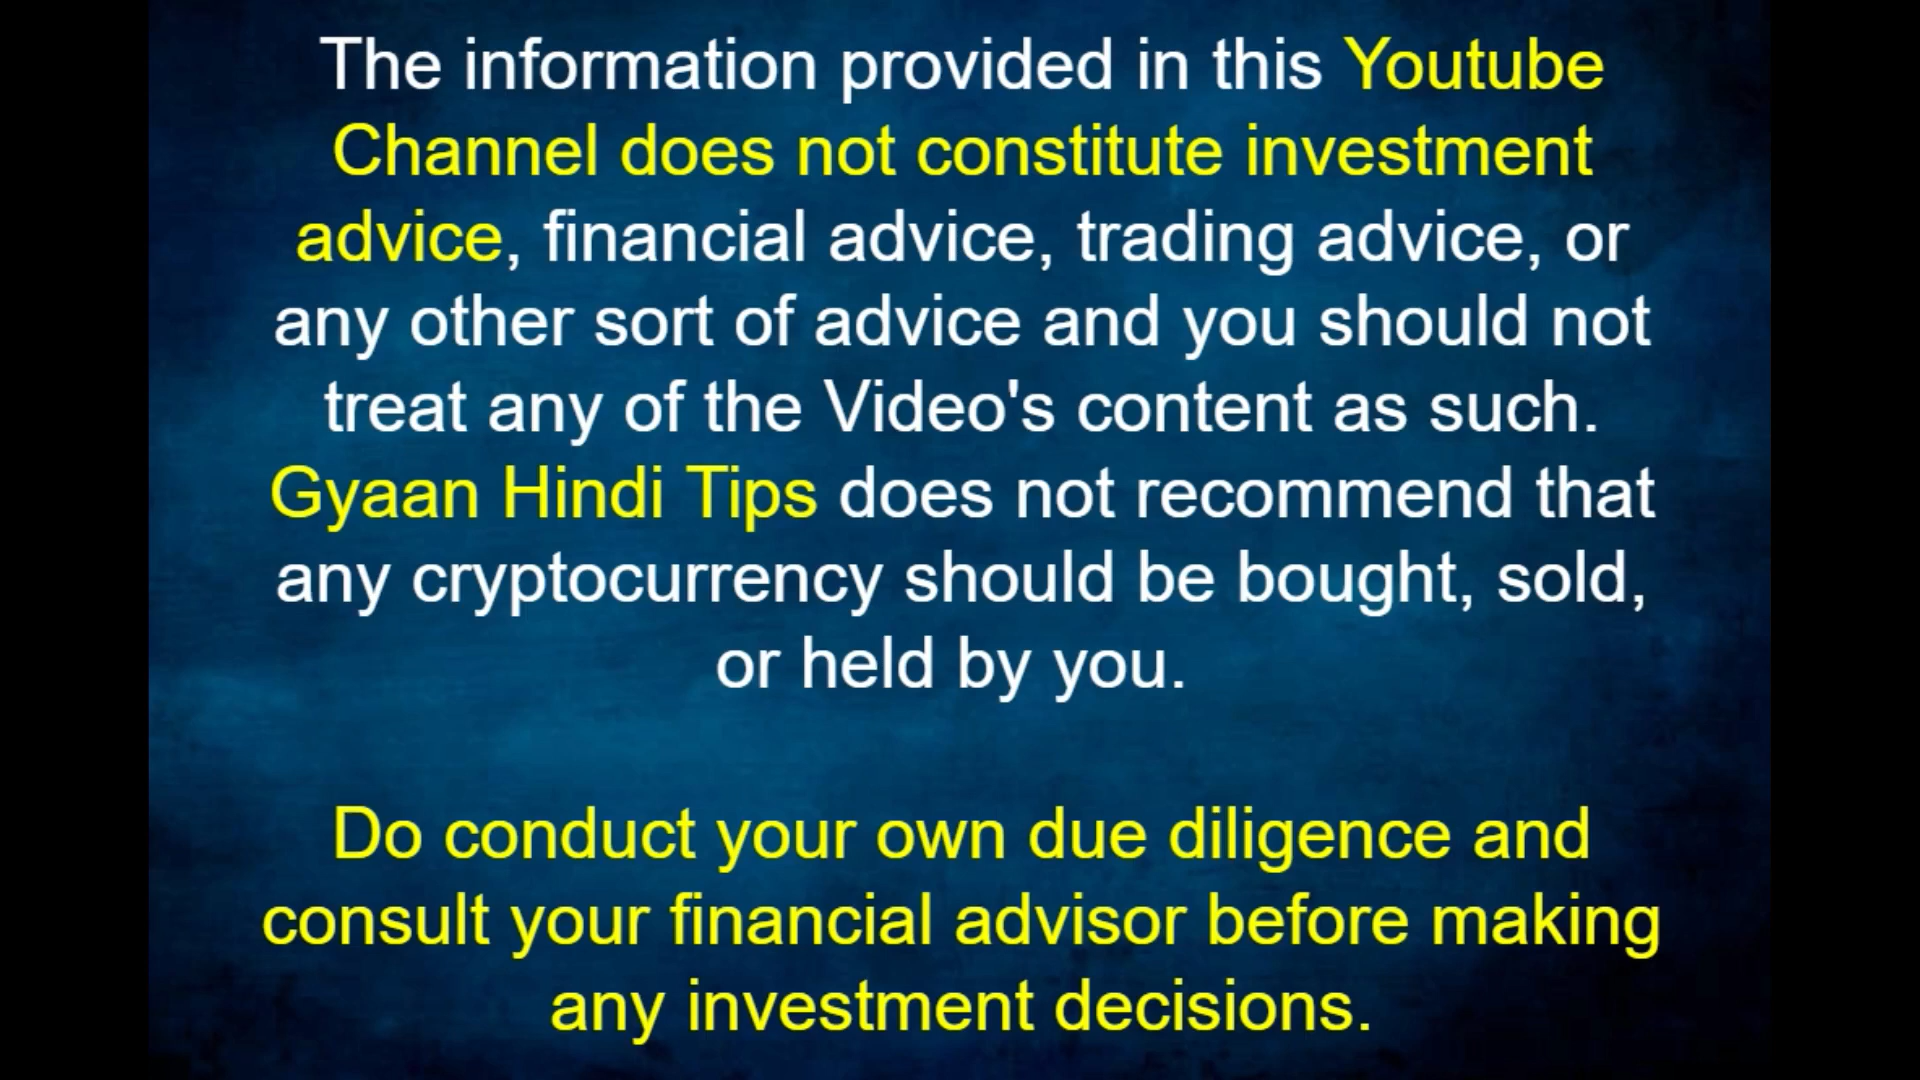 The information provided in this Youtube
Channel does not constitute investment
advice, financial advice, trading advice, or
any other sort of advice and you should not
treat any of the Video's content as such.
Gyaan Hindi Tips does not recommend that
any cryptocurrency should be bought, sold,
or held by you.
Do conduct your own due diligence and
consult your financial advisor before making
any investment decisions.